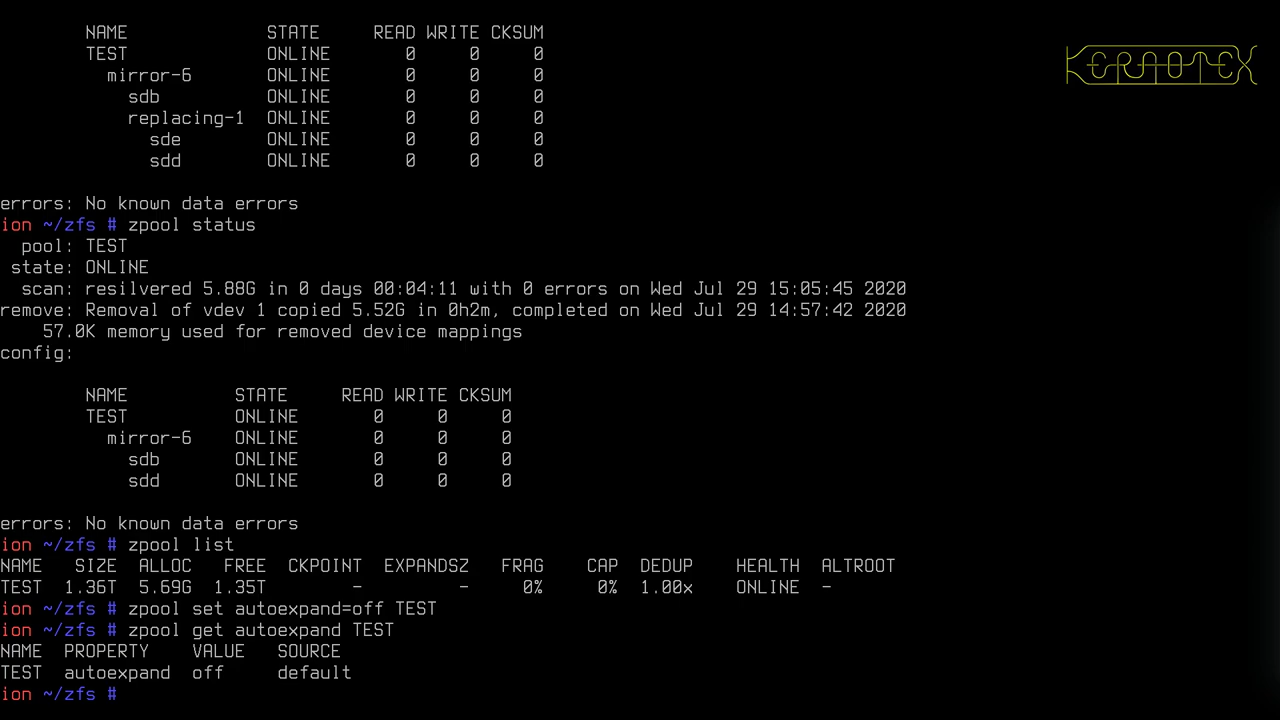 NAME STATE READ WRITE CKSUM
TEST ONLINE 0 0 0
mirror-6 ONLINE 0 0 0
sdb ONLINE 0 0 0
replacing-1 ONLINE 0 0 0
sde ONLINE 0 0 0
sdd ONLINE 0 0 0
errors: No known data errors
ion ~/zfs # zpool status
pool: TEST
state: ONLINE
scan: resilvered 5.88G in 0 days 00:04:11 with 0 errors on Wed Jul 29 15:05:45 2020
remove: Removal of vdev 1 copied 5.52G in 0h2m, completed on Wed Jul 29 14:57:42 2020
57.0K memory used for removed device mappings
config:
NAME STATE READ WRITE CKSUM
TEST ONLINE 0 0 0
mirror-6 ONLINE 0 0 0
sdb ONLINE 0 0 0
sdd ONLINE 0 0 0
errors: No known data errors
ion ~/zfs # zpool list
NAME SIZE ALLOC FREE CKPOINT EXPANDSZ FRAG CAP DEDUP HEALTH ALTROOT
TEST 1.36T 5.69G 1.35T - - 0% 0% 1.00x ONLINE -
ion ~/zfs # zpool set autoexpand=off TEST
ion ~/zfs # zpool get autoexpand TEST
NAME PROPERTY VALUE SOURCE
TEST autoexpand off default
ion ~/zfs #